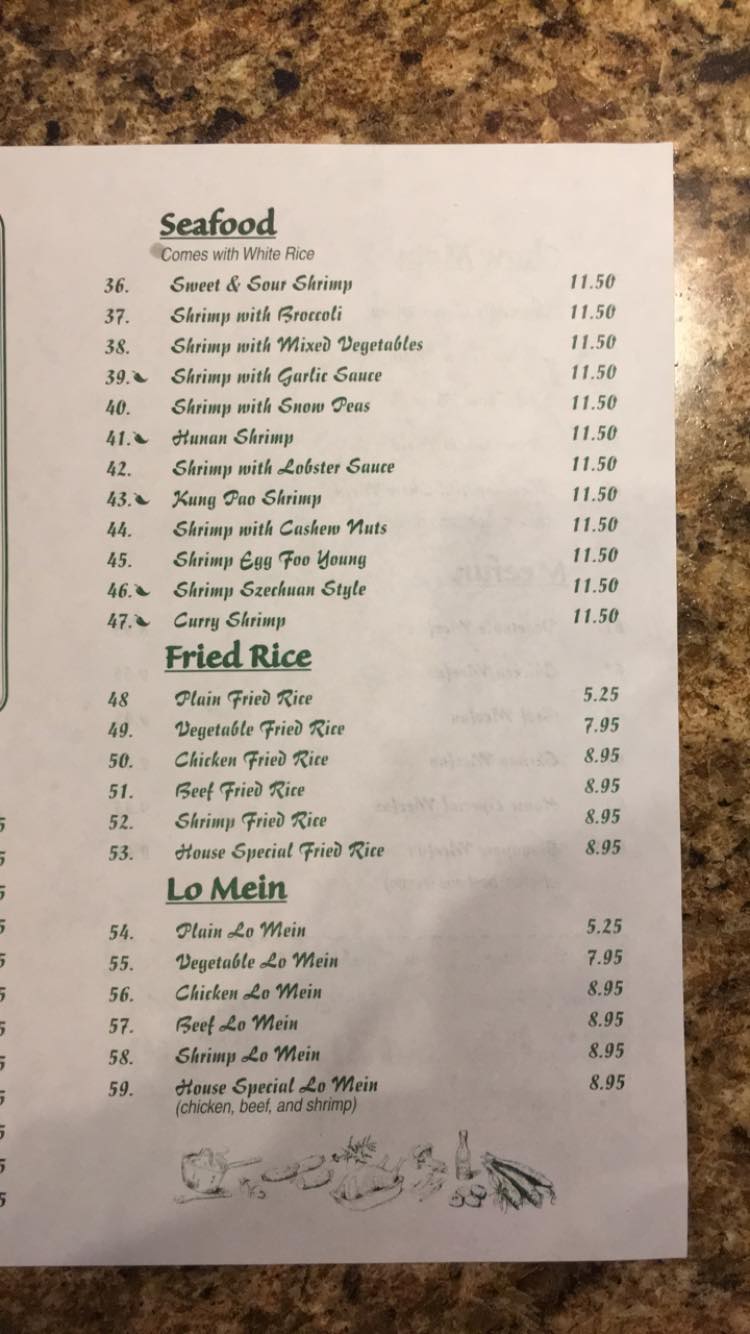 Seafood
Comes with White Rice
36. Sweet & Sour Shrimp 11.50
37. Shrimp with Broccoli 11.50
38. Shrimp with Mixed Vegetables 11.50
39. Shrimp with Garlic Sauce 11.50
40. Shrimp with Snow Peas 11.50
41. Hunan Shrimp 11.50
42. Shrimp with Lobster Sauce 11.50
43. Kung Pao Shrimp 11.50
44. Shrimp with Cashew Nuts 11.50
45. Shrimp Egg Foo Young 11.50
46. Shrimp Szechuan Style 11.50
47. Curry Shrimp 11.50
Fried Rice
48 Plain Fried Rice 5.25
49. Vegetable Fried Rice 7.95
50. Chicken Fried Rice 8.95
51. Beef Fried Rice 8.95
52. Shrimp Fried Rice 8.95
53. House Special Fried Rice 8.95
Lo Mein
54. Plain Lo Mein 5.25
55. Vegetable Lo Mein 7.95
56. Chicken Lo Mein 8.95
57. Beef Lo Mein 8.95
58. Shrimp Lo Mein 8.95
59. House Special Lo Mein 8.95
(chicken, beef, and shrimp)